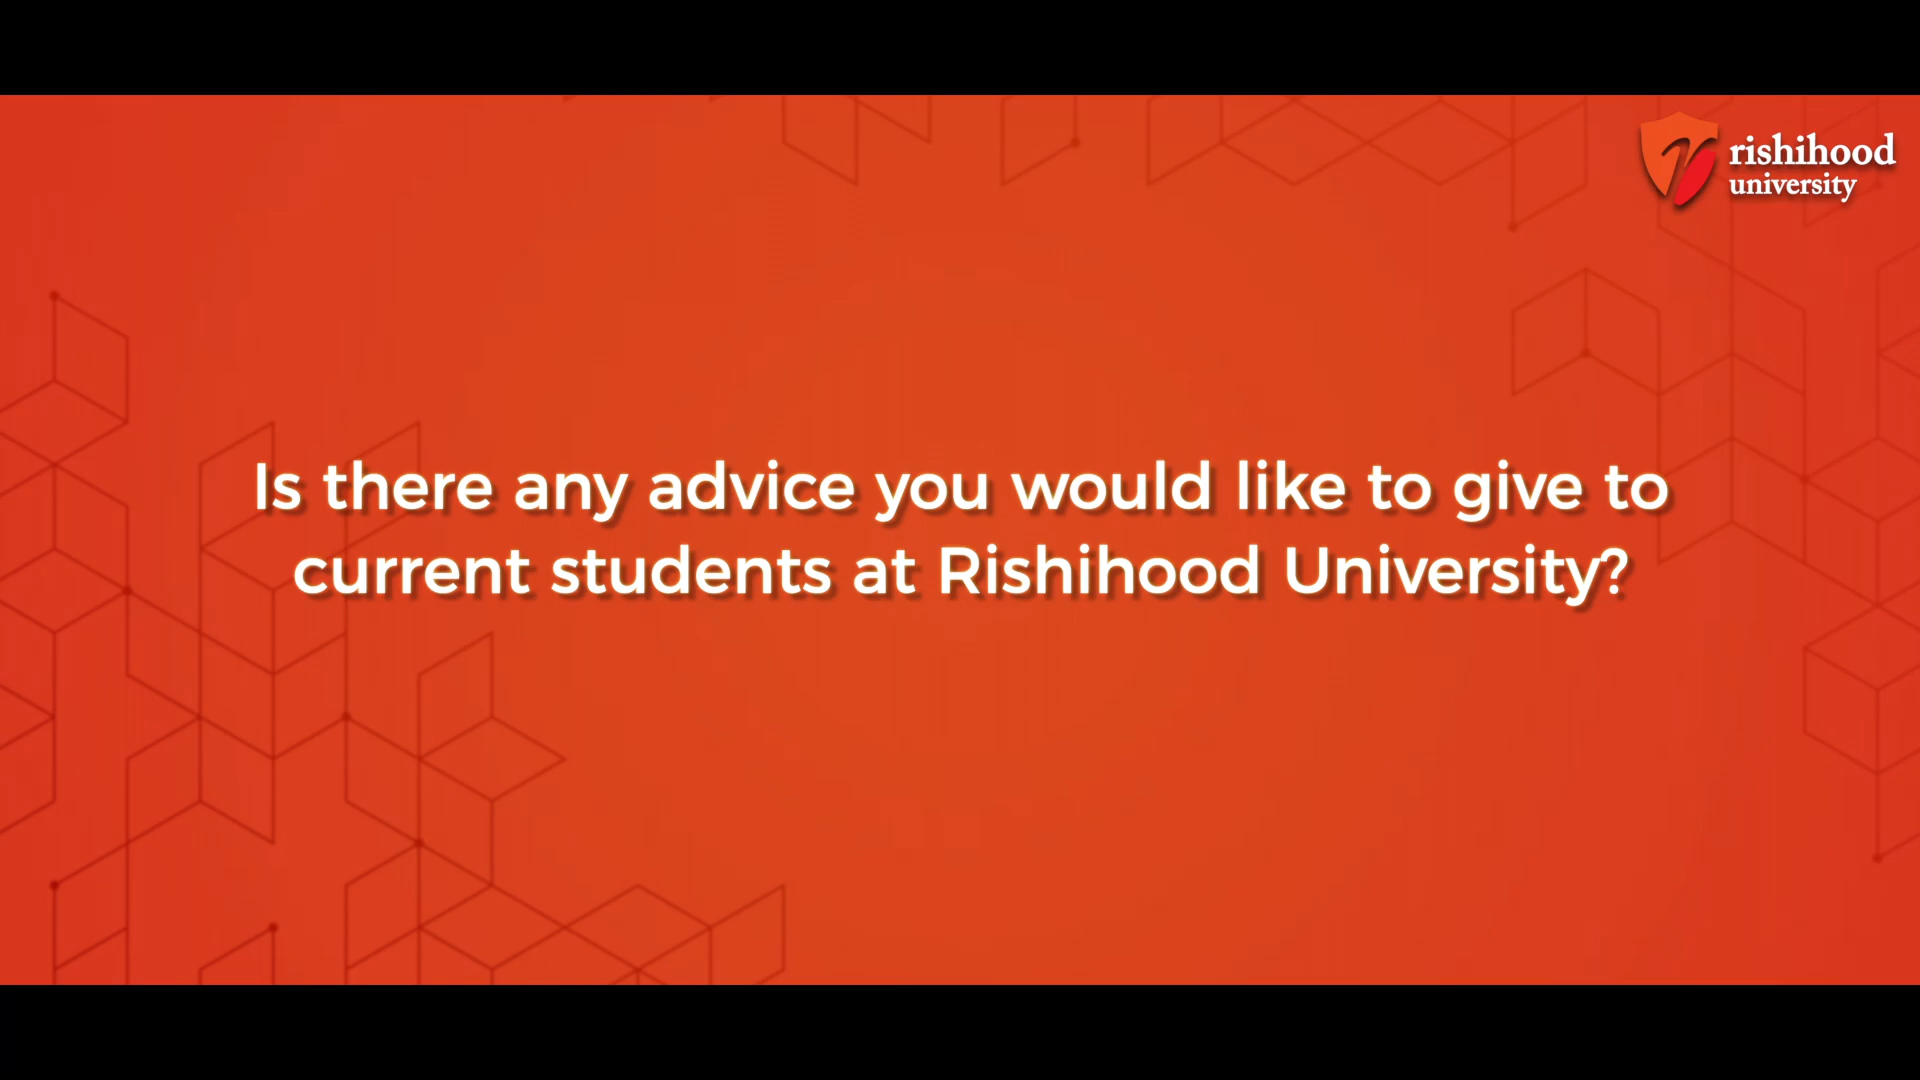 rishihood
university
Is there any advice you would like to give to
current students at Rishihood University?